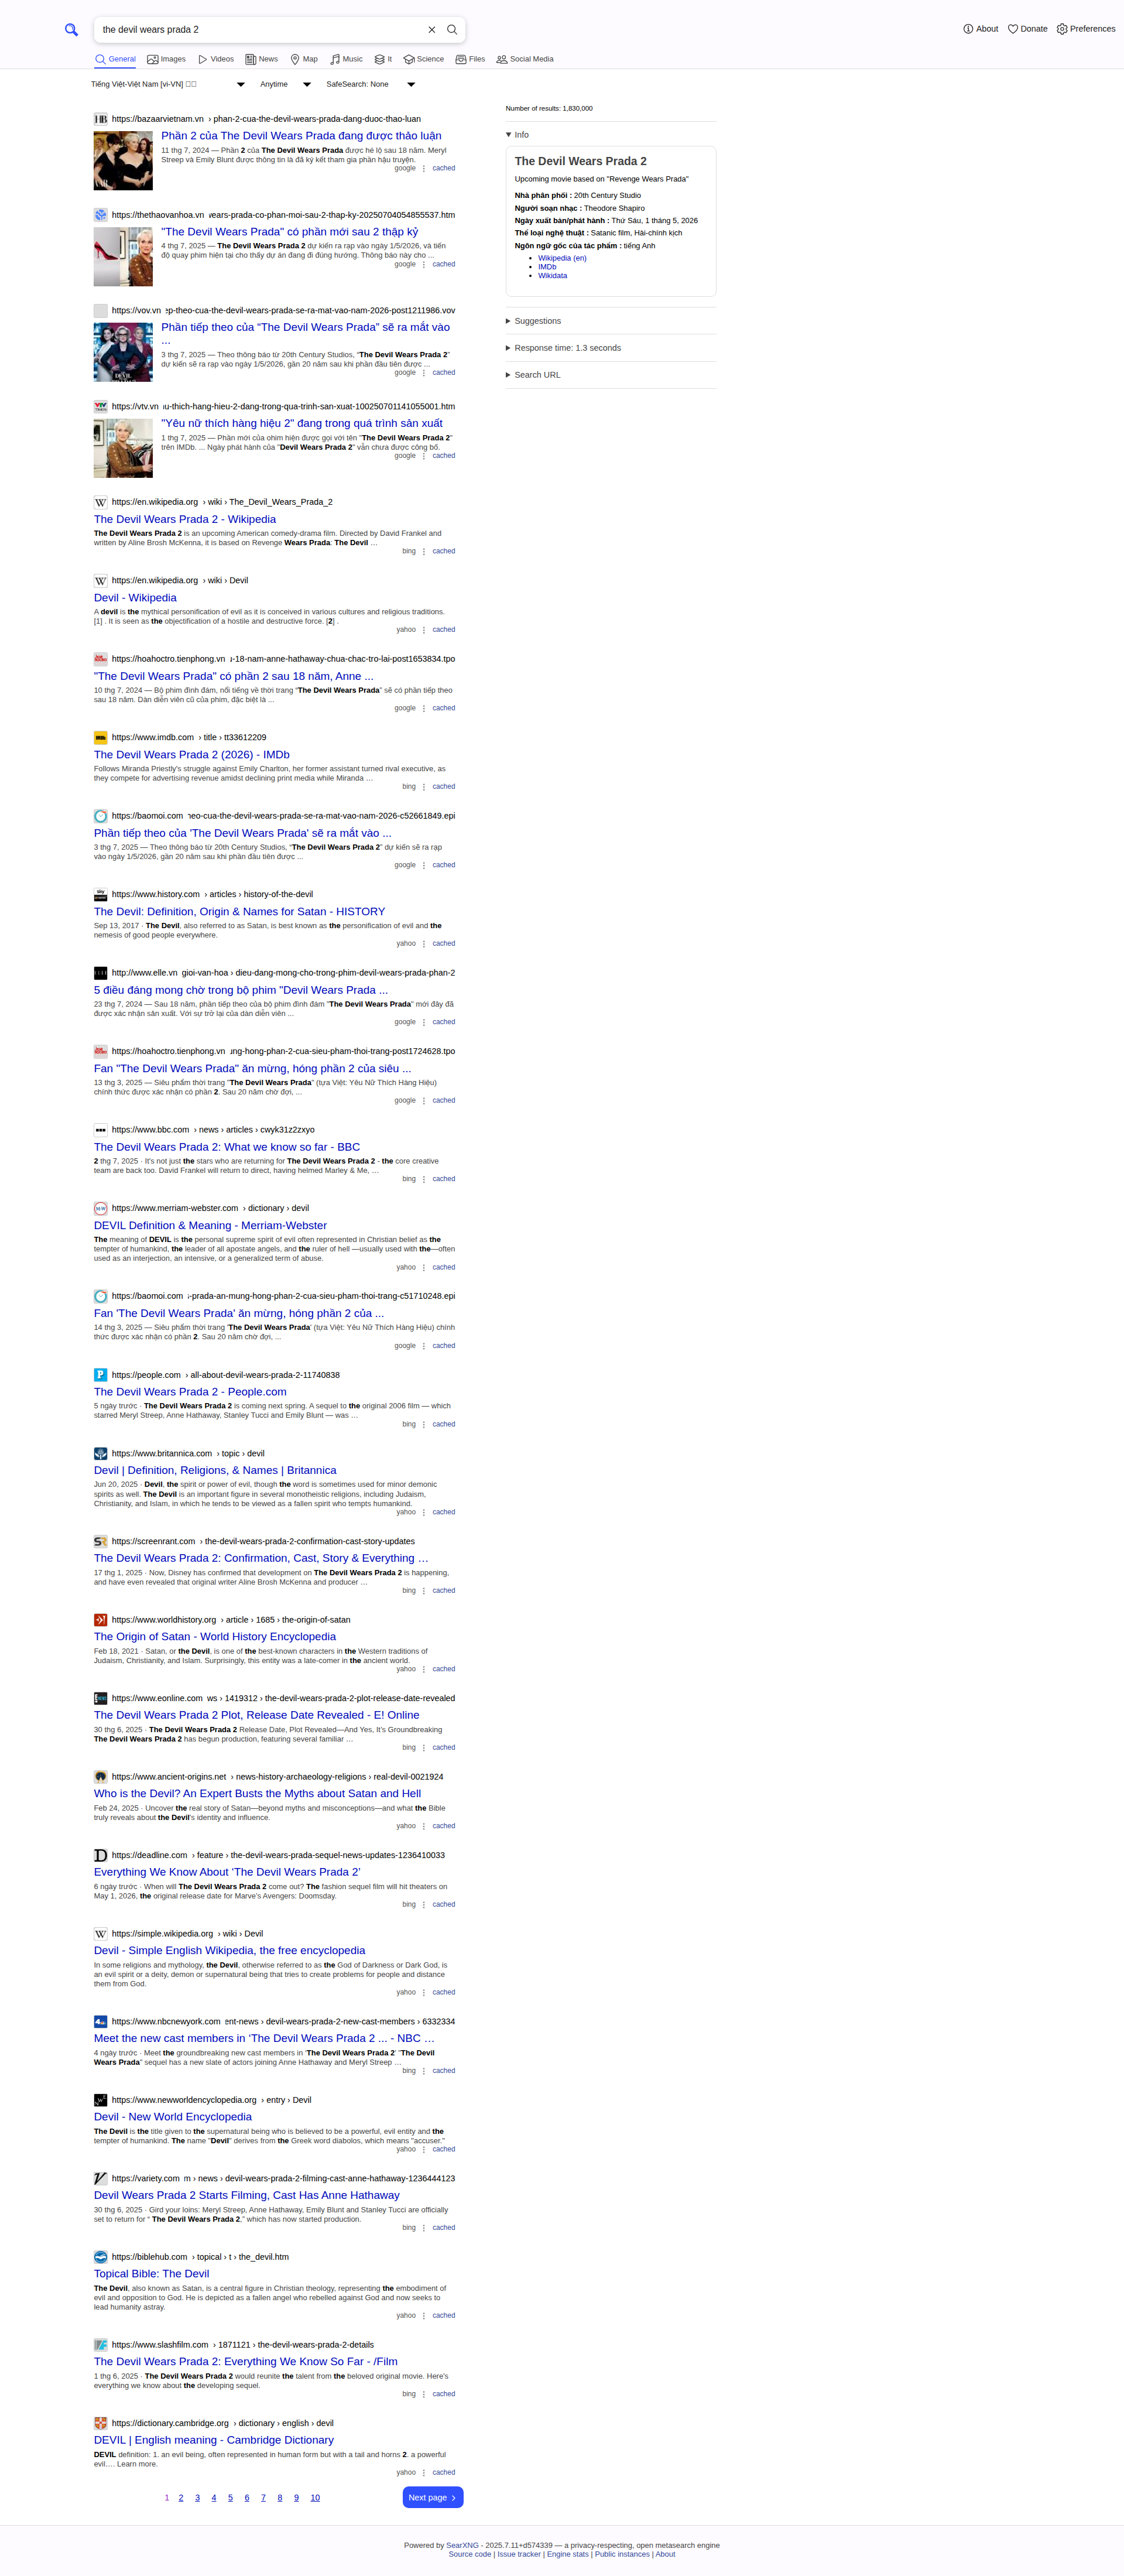 the devil wears prada 2
About
Donate
Preferences
General
Images
Videos
News
Map
Music
It
Science
Files
Social Media
Tiếng Việt-Việt Nam [vi-VN]
Anytime
SafeSearch: None
https://bazaarvietnam.vn › phan-2-cua-the-devil-wears-prada-dang-duoc-thao-luan
Phần 2 của The Devil Wears Prada đang được thảo luận
11 thg 7, 2024 — Phần 2 của The Devil Wears Prada được hé lộ sau 18 năm. Meryl
Streep và Emily Blunt được thông tin là đã ký kết tham gia phần hậu truyện.
google cached
https://thethaovanhoa.vn ears-prada-co-phan-moi-sau-2-thap-ky-20250704054855537.htm
"The Devil Wears Prada" có phần mới sau 2 thập kỷ
4 thg 7, 2025 — The Devil Wears Prada 2 dự kiến ra rạp vào ngày 1/5/2026, và tiến
độ quay phim hiện tại cho thấy dự án đang đi đúng hướng. Thông báo này cho ...
google cached
https://vov.vn ep-theo-cua-the-devil-wears-prada-se-ra-mat-vao-nam-2026-post1211986.vov
Phần tiếp theo của “The Devil Wears Prada” sẽ ra mắt vào
...
3 thg 7, 2025 — Theo thông báo từ 20th Century Studios, “The Devil Wears Prada 2”
dự kiến sẽ ra rạp vào ngày 1/5/2026, gần 20 năm sau khi phần đầu tiên được ...
google cached
https://vtv.vn u-thich-hang-hieu-2-dang-trong-qua-trinh-san-xuat-100250701141055001.htm
"Yêu nữ thích hàng hiệu 2" đang trong quá trình sản xuất
1 thg 7, 2025 — Phần mới của phim hiện được gọi với tên "The Devil Wears Prada 2"
trên IMDb. ... Ngày phát hành của "Devil Wears Prada 2" vẫn chưa được công bố.
google cached
https://en.wikipedia.org › wiki › The_Devil_Wears_Prada_2
The Devil Wears Prada 2 - Wikipedia
The Devil Wears Prada 2 is an upcoming American comedy-drama film. Directed by David Frankel and
written by Aline Brosh McKenna, it is based on Revenge Wears Prada: The Devil …
bing cached
https://en.wikipedia.org › wiki › Devil
Devil - Wikipedia
A devil is the mythical personification of evil as it is conceived in various cultures and religious traditions.
[1] . It is seen as the objectification of a hostile and destructive force. [2] .
yahoo cached
https://hoahoctro.tienphong.vn -18-nam-anne-hathaway-chua-chac-tro-lai-post1653834.tpo
"The Devil Wears Prada" có phần 2 sau 18 năm, Anne ...
10 thg 7, 2024 — Bộ phim đình đám, nổi tiếng về thời trang “The Devil Wears Prada” sẽ có phần tiếp theo
sau 18 năm. Dàn diễn viên cũ của phim, đặc biệt là ...
google cached
https://www.imdb.com › title › tt33612209
The Devil Wears Prada 2 (2026) - IMDb
Follows Miranda Priestly's struggle against Emily Charlton, her former assistant turned rival executive, as
they compete for advertising revenue amidst declining print media while Miranda …
bing cached
https://baomoi.com heo-cua-the-devil-wears-prada-se-ra-mat-vao-nam-2026-c52661849.epi
Phần tiếp theo của 'The Devil Wears Prada' sẽ ra mắt vào ...
3 thg 7, 2025 — Theo thông báo từ 20th Century Studios, “The Devil Wears Prada 2” dự kiến sẽ ra rạp
vào ngày 1/5/2026, gần 20 năm sau khi phần đầu tiên được ...
google cached
https://www.history.com › articles › history-of-the-devil
The Devil: Definition, Origin & Names for Satan - HISTORY
Sep 13, 2017 · The Devil, also referred to as Satan, is best known as the personification of evil and the
nemesis of good people everywhere.
yahoo cached
http://www.elle.vn gioi-van-hoa › dieu-dang-mong-cho-trong-phim-devil-wears-prada-phan-2
5 điều đáng mong chờ trong bộ phim "Devil Wears Prada ...
23 thg 7, 2024 — Sau 18 năm, phần tiếp theo của bộ phim đình đám "The Devil Wears Prada" mới đây đã
được xác nhận sản xuất. Với sự trở lại của dàn diễn viên ...
google cached
https://hoahoctro.tienphong.vn ng-hong-phan-2-cua-sieu-pham-thoi-trang-post1724628.tpo
Fan "The Devil Wears Prada" ăn mừng, hóng phần 2 của siêu ...
13 thg 3, 2025 — Siêu phẩm thời trang "The Devil Wears Prada" (tựa Việt: Yêu Nữ Thích Hàng Hiệu)
chính thức được xác nhận có phần 2. Sau 20 năm chờ đợi, ...
google cached
https://www.bbc.com › news › articles › cwyk31z2zxyo
The Devil Wears Prada 2: What we know so far - BBC
2 thg 7, 2025 · It's not just the stars who are returning for The Devil Wears Prada 2 - the core creative
team are back too. David Frankel will return to direct, having helmed Marley & Me, …
bing cached
https://www.merriam-webster.com › dictionary › devil
DEVIL Definition & Meaning - Merriam-Webster
The meaning of DEVIL is the personal supreme spirit of evil often represented in Christian belief as the
tempter of humankind, the leader of all apostate angels, and the ruler of hell —usually used with the—often
used as an interjection, an intensive, or a generalized term of abuse.
yahoo cached
https://baomoi.com -prada-an-mung-hong-phan-2-cua-sieu-pham-thoi-trang-c51710248.epi
Fan 'The Devil Wears Prada' ăn mừng, hóng phần 2 của ...
14 thg 3, 2025 — Siêu phẩm thời trang 'The Devil Wears Prada' (tựa Việt: Yêu Nữ Thích Hàng Hiệu) chính
thức được xác nhận có phần 2. Sau 20 năm chờ đợi, ...
google cached
https://people.com › all-about-devil-wears-prada-2-11740838
The Devil Wears Prada 2 - People.com
5 ngày trước · The Devil Wears Prada 2 is coming next spring. A sequel to the original 2006 film — which
starred Meryl Streep, Anne Hathaway, Stanley Tucci and Emily Blunt — was …
bing cached
https://www.britannica.com › topic › devil
Devil | Definition, Religions, & Names | Britannica
Jun 20, 2025 · Devil, the spirit or power of evil, though the word is sometimes used for minor demonic
spirits as well. The Devil is an important figure in several monotheistic religions, including Judaism,
Christianity, and Islam, in which he tends to be viewed as a fallen spirit who tempts humankind.
yahoo cached
https://screenrant.com › the-devil-wears-prada-2-confirmation-cast-story-updates
The Devil Wears Prada 2: Confirmation, Cast, Story & Everything …
17 thg 1, 2025 · Now, Disney has confirmed that development on The Devil Wears Prada 2 is happening,
and have even revealed that original writer Aline Brosh McKenna and producer …
bing cached
https://www.worldhistory.org › article › 1685 › the-origin-of-satan
The Origin of Satan - World History Encyclopedia
Feb 18, 2021 · Satan, or the Devil, is one of the best-known characters in the Western traditions of
Judaism, Christianity, and Islam. Surprisingly, this entity was a late-comer in the ancient world.
yahoo cached
https://www.eonline.com ws › 1419312 › the-devil-wears-prada-2-plot-release-date-revealed
The Devil Wears Prada 2 Plot, Release Date Revealed - E! Online
30 thg 6, 2025 · The Devil Wears Prada 2 Release Date, Plot Revealed—And Yes, It's Groundbreaking
The Devil Wears Prada 2 has begun production, featuring several familiar …
bing cached
https://www.ancient-origins.net › news-history-archaeology-religions › real-devil-0021924
Who is the Devil? An Expert Busts the Myths about Satan and Hell
Feb 24, 2025 · Uncover the real story of Satan—beyond myths and misconceptions—and what the Bible
truly reveals about the Devil's identity and influence.
yahoo cached
https://deadline.com › feature › the-devil-wears-prada-sequel-news-updates-1236410033
Everything We Know About ‘The Devil Wears Prada 2’
6 ngày trước · When will The Devil Wears Prada 2 come out? The fashion sequel film will hit theaters on
May 1, 2026, the original release date for Marve's Avengers: Doomsday.
bing cached
https://simple.wikipedia.org › wiki › Devil
Devil - Simple English Wikipedia, the free encyclopedia
In some religions and mythology, the Devil, otherwise referred to as the God of Darkness or Dark God, is
an evil spirit or a deity, demon or supernatural being that tries to create problems for people and distance
them from God.
yahoo cached
https://www.nbcnewyork.com ent-news › devil-wears-prada-2-new-cast-members › 6332334
Meet the new cast members in ‘The Devil Wears Prada 2 ... - NBC …
4 ngày trước · Meet the groundbreaking new cast members in 'The Devil Wears Prada 2' “The Devil
Wears Prada” sequel has a new slate of actors joining Anne Hathaway and Meryl Streep …
bing cached
https://www.newworldencyclopedia.org › entry › Devil
Devil - New World Encyclopedia
The Devil is the title given to the supernatural being who is believed to be a powerful, evil entity and the
tempter of humankind. The name "Devil" derives from the Greek word diabolos, which means "accuser."
yahoo cached
https://variety.com m › news › devil-wears-prada-2-filming-cast-anne-hathaway-1236444123
Devil Wears Prada 2 Starts Filming, Cast Has Anne Hathaway
30 thg 6, 2025 · Gird your loins: Meryl Streep, Anne Hathaway, Emily Blunt and Stanley Tucci are officially
set to return for “ The Devil Wears Prada 2,” which has now started production.
bing cached
https://biblehub.com › topical › t › the_devil.htm
Topical Bible: The Devil
The Devil, also known as Satan, is a central figure in Christian theology, representing the embodiment of
evil and opposition to God. He is depicted as a fallen angel who rebelled against God and now seeks to
lead humanity astray.
yahoo cached
https://www.slashfilm.com › 1871121 › the-devil-wears-prada-2-details
The Devil Wears Prada 2: Everything We Know So Far - /Film
1 thg 6, 2025 · The Devil Wears Prada 2 would reunite the talent from the beloved original movie. Here's
everything we know about the developing sequel.
bing cached
https://dictionary.cambridge.org › dictionary › english › devil
DEVIL | English meaning - Cambridge Dictionary
DEVIL definition: 1. an evil being, often represented in human form but with a tail and horns 2. a powerful
evil…. Learn more.
yahoo cached
1 2 3 4 5 6 7 8 9 10
Next page
Number of results: 1,830,000
Info
The Devil Wears Prada 2
Upcoming movie based on "Revenge Wears Prada"
Nhà phân phối : 20th Century Studio
Người soạn nhạc : Theodore Shapiro
Ngày xuất bản/phát hành : Thứ Sáu, 1 tháng 5, 2026
Thể loại nghệ thuật : Satanic film, Hài-chính kịch
Ngôn ngữ gốc của tác phẩm : tiếng Anh
Wikipedia (en)
IMDb
Wikidata
Suggestions
Response time: 1.3 seconds
Search URL
Powered by SearXNG - 2025.7.11+d574339 — a privacy-respecting, open metasearch engine
Source code | Issue tracker | Engine stats | Public instances | About